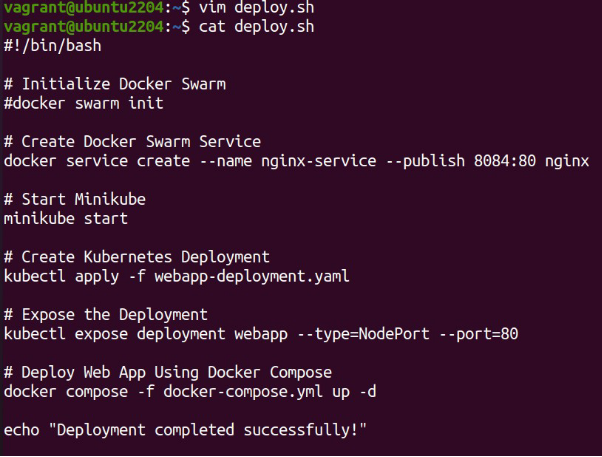 vagrant@ubuntu2204:~$ vim deploy.sh
vagrant@ubuntu2204:~$ cat deploy.sh
#!/bin/bash
# Initialize Docker Swarm
#docker swarm init
# Create Docker Swarm Service
docker service create --name nginx-service --publish 8084:80 nginx
# Start Minikube
minikube start
# Create Kubernetes Deployment
kubectl apply -f webapp-deployment.yaml
# Expose the Deployment
kubectl expose deployment webapp --type=NodePort --port=80
# Deploy Web App Using Docker Compose
docker compose -f docker-compose.yml up -d
echo "Deployment completed successfully!"